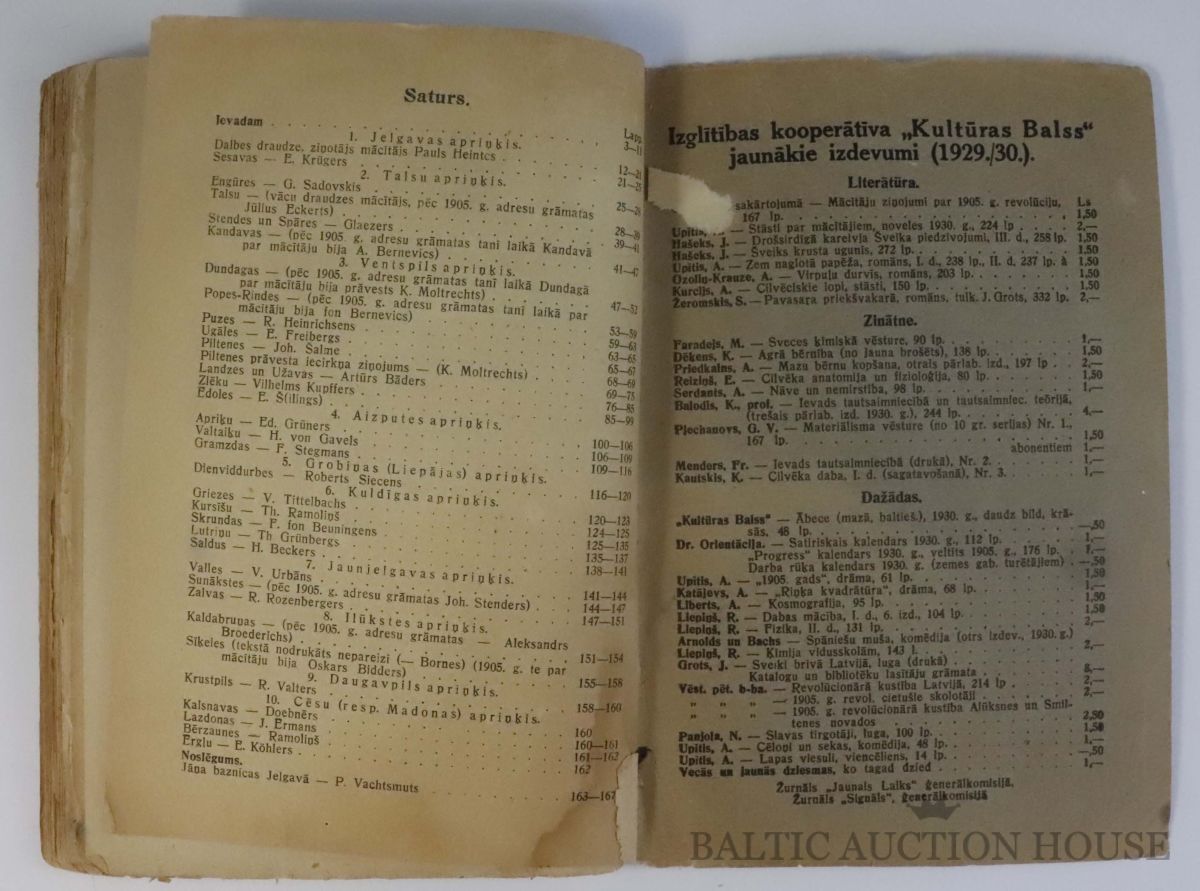 Saturs.
Lapp.
Ievadam . . . 3—11
1. Jelgavas apriņķis.
Dalbes draudze, ziņotājs mācītājs Pauls Heintcs . . . 12—21
Sesavas — E. Krügers . . . 21—25
2. Talsu apriņķis.
Engūres — G. Sadovskis . . . 25—28
Talsu — (vācu draudzes mācītājs, pēc 1905. g. adresu grāmatas
Jūlius Eckerts) . . . 28—39
Stendes un Spāres — Glaezers . . . 39—41
Kandavas — (pēc 1905. g. adresu grāmatas tanī laikā Kandavā
par mācītāju bija A. Bernevics) . . . 41—47
3. Ventspils apriņķis.
Dundagas — (pēc 1905. g. adresu grāmatas tanī laikā Dundagā
par mācītāju bija prāvests K. Moltrechts) . . . 47—52
Popes-Rindes — (pēc 1905. g. adresu grāmatas tanī laikā par
mācītāju bija fon Bernevics) . . . 53—59
Puzes — R. Heinrichsens . . . 59—63
Ugāles — E. Freibergs . . . 63—65
Piltenes — Joh. Šalme . . . 65—67
Piltenes prāvesta iecirkņa ziņojums — (K. Moltrechts) . . . 68—69
Landzes un Užavas — Artūrs Bāders . . . 69—75
Zlēku — Vilhelms Kupffers . . . 76—85
Ēdoles — E. Š(ilings) . . . 85—99
4. Aizputes apriņķis.
Apriķu — Ed. Grüners . . . 100—106
Valtaiķu — H. von Gavels . . . 106—109
Gramzdas — F. Stegmans . . . 109—116
5. Grobiņas (Liepājas) apriņķis.
Dienviddurbes — Roberts Siecens . . . 116—120
6. Kuldīgas apriņķis.
Griezes — V. Tittelbachs . . . 120—123
Kursīšu — Th. Ramoliņš . . . 124—125
Skrundas — F. fon Beuningens . . . 125—135
Lutriņu — Th Grünbergs . . . 135—137
Saldus — H. Beckers . . . 138—141
7. Jaunjelgavas apriņķis.
Valles — V. Urbāns . . . 141—144
Sunākstes — (pēc 1905. g. adresu grāmatas Joh. Stenders) . . . 144—147
Zalvas — R. Rozenbergers . . . 147—151
8. Ilūkstes apriņķis.
Kaldabruņas — (pēc 1905. g. adresu grāmatas — Aleksandrs
Broederichs) . . . 151—154
Sīķeles (tekstā nodrukāts nepareizi (— Bornes) (1905. g. te par
mācītāju bija Oskars Bidders) . . . 155—158
9. Daugavpils apriņķis.
Krustpils — R. Valters . . . 158—160
10. Cēsu (resp. Madonas) apriņķis.
Kalsnavas — Doebnērs . . . 160
Lazdonas — J. Ermans . . . 160—161
Bērzaunes — Ramoliņš . . . 161—162
Ērgļu — E. Köhlers . . . 162
Noslēgums.
Jāņa baznīcas Jelgavā — P. Vachtsmuts . . . 163—167
Izglītības kooperātīva „Kultūras Balss“
jaunākie izdevumi (1929./30.).
Literātūra.
Ls
sakārtojumā — Mācītāju ziņojumi par 1905. g. revolūciju,
167 lp. . . . 1,50
Upītis, — Stāsti par mācītājiem, noveles 1930. g., 224 lp . . . 2,—
Hašeks, J. — Drošsirdīgā kareivja Šveika piedzīvojumi, III. d., 258 lp. 1,50
Hašeks, J. — Šveiks krusta ugunīs, 272 lp. . . . 1,50
Upītis, A. — Zem naglotā papēža, romāns, I. d., 238 lp., II. d. 237 lp. à 1,50
Ozoliņ-Krauze, A. — Virpuļu durvis, romāns, 203 lp. . . . 1,50
Kurcijs, A. — Cilvēciskie lopi, stāsti, 150 lp. . . . 1,50
Žeromskis, S. — Pavasara priekšvakarā, romāns, tulk. J. Grots, 332 lp. 2,—
Zinātne.
Faradejs, M. — Sveces ķīmiskā vēsture, 90 lp. . . . 1,—
Dēķens, K. — Agrā bērnība (no jauna brošēts), 138 lp. . . . 1,50
Priedkalns, A. — Mazu bērnu kopšana, otrais pārlab. izd., 197 lp . 2,—
Reiziņš, E. — Cilvēka anatomija un fizioloģija, 80 lp. . . . 1,50
Serdants, A. — Nāve un nemirstība, 98 lp. . . . 1,—
Balodis, K., prof. — Ievads tautsaimniecībā un tautsaimniec. teōrijā,
(trešais pārlab. izd. 1930. g.), 244 lp. . . . 4,—
Plechanovs, G. V. — Materiālisma vēsture (no 10 gr. serijas) Nr. 1.,
167 lp. . . . 1,50
abonentiem 1,—
Menders, Fr. — Ievads tautsaimniecībā (drukā), Nr. 2. . . . 1,—
Kautskis, K. — Cilvēka daba, I. d. (sagatavošanā), Nr. 3. . . . 1,—
Dažādas.
„Kultūras Balss“ — Ābece (mazā, baltieš.), 1930. g., daudz bild, krā-
sās, 48 lp. . . . —,50
Dr. Orientācija. — Satiriskais kalendars 1930. g., 112 lp. . . . 1,—
„Progress“ kalendars 1930. g., veltīts 1905. g., 176 lp. . . . 1,—
Darba rūķa kalendars 1930. g. (zemes gab. turētājiem) . —,50
Upītis, A. — „1905. gads“, drāma, 61 lp. . . . 1,50
Katájevs, A. — „Riņķa kvadrātūra“, drāma, 68 lp. . . . 1,—
Liberts, A. — Kosmografija, 95 lp. . . . 1,50
Liepiņš, R. — Dabas mācība, I. d., 6. izd., 104 lp. . . . 1,50
Liepiņš, R. — Fizika, II. d., 131 lp. . . . 2,—
Arnolds un Bachs — Spāniešu muša, komēdija (otrs izdev., 1930. g.)
Liepiņš, R. — Ķīmija vidusskolām, 143 l. . . . 2,—
Grots, J. — Sveiki brīvā Latvijā, luga (drukā)
Katalogu un bibliotēku lasītāju grāmata . . .
Vēst. pēt. b-ba. — Revolūcionārā kustība Latvijā, 214 lp . . . 2,—
„ „ „ — 1905. g. revol. cietušie skolotāji . . . 2,—
„ „ „ — 1905. g. revolūcionārā kustība Alūksnes un Smil-
tenes novados . . . 2,50
Panjola, N. — Slavas tirgotāji, luga, 100 lp. . . . 1,50
Upītis, A. — Cēloņi un sekas, komēdija, 48 lp. . . . 1,—
Upītis, A. — Lapas viesulī, viencēliens, 14 lp. . . . —,50
Vecās un jaunās dziesmas, ko tagad dzied . . . 1,—
Žurnāls „Jaunais Laiks“ ģenerālkomisijā,
Žurnāls „Signāls“, ģenerālkomisijā
BALTIC AUCTION HOUSE